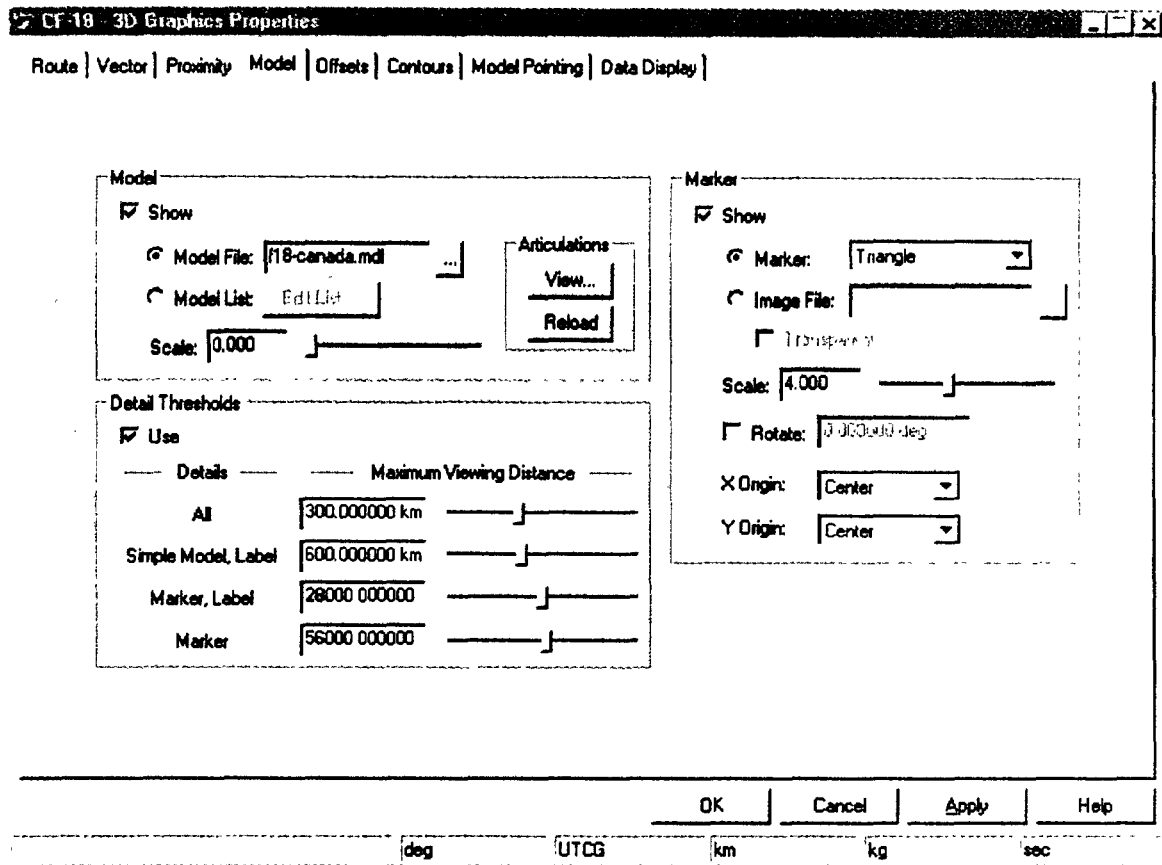 CF-18 - 3D Graphics Properties
Route Vector Proximity Model Offsets Contours Model Pointing Data Display
Model
Show
Model File: f18-canada.mdl ...
Model List: Edit List
Scale: 0.000
Articulations
View...
Reload
Detail Thresholds
Use
Details Maximum Viewing Distance
All 300.000000 km
Simple Model, Label 600.000000 km
Marker, Label 28000 000000
Marker 56000 000000
Marker
Show
Marker: Triangle
Image File:
Transparent
Scale: 4.000
Rotate: 0.000000 deg
X Origin: Center
Y Origin: Center
OK Cancel Apply Help
deg UTCG km kg sec